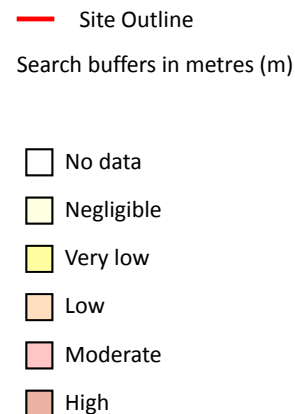 Site Outline
Search buffers in metres (m)
No data
Negligible
Very low
Low
Moderate
High